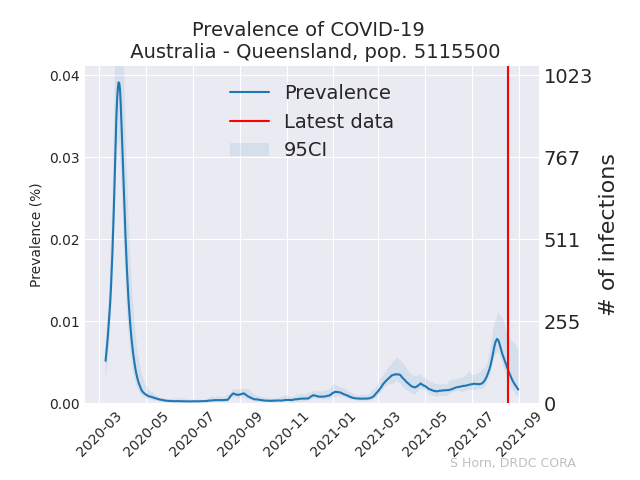 Prevalence of COVID-19
Australia - Queensland, pop. 5115500
Prevalence
Latest data
95CI
Prevalence (%)
0.04
0.03
0.02
0.01
0.00
1023
767
511
255
0
# of infections
2020-03
2020-05
2020-07
2020-09
2020-11
2021-01
2021-03
2021-05
2021-07
2021-09
S Horn, DRDC CORA